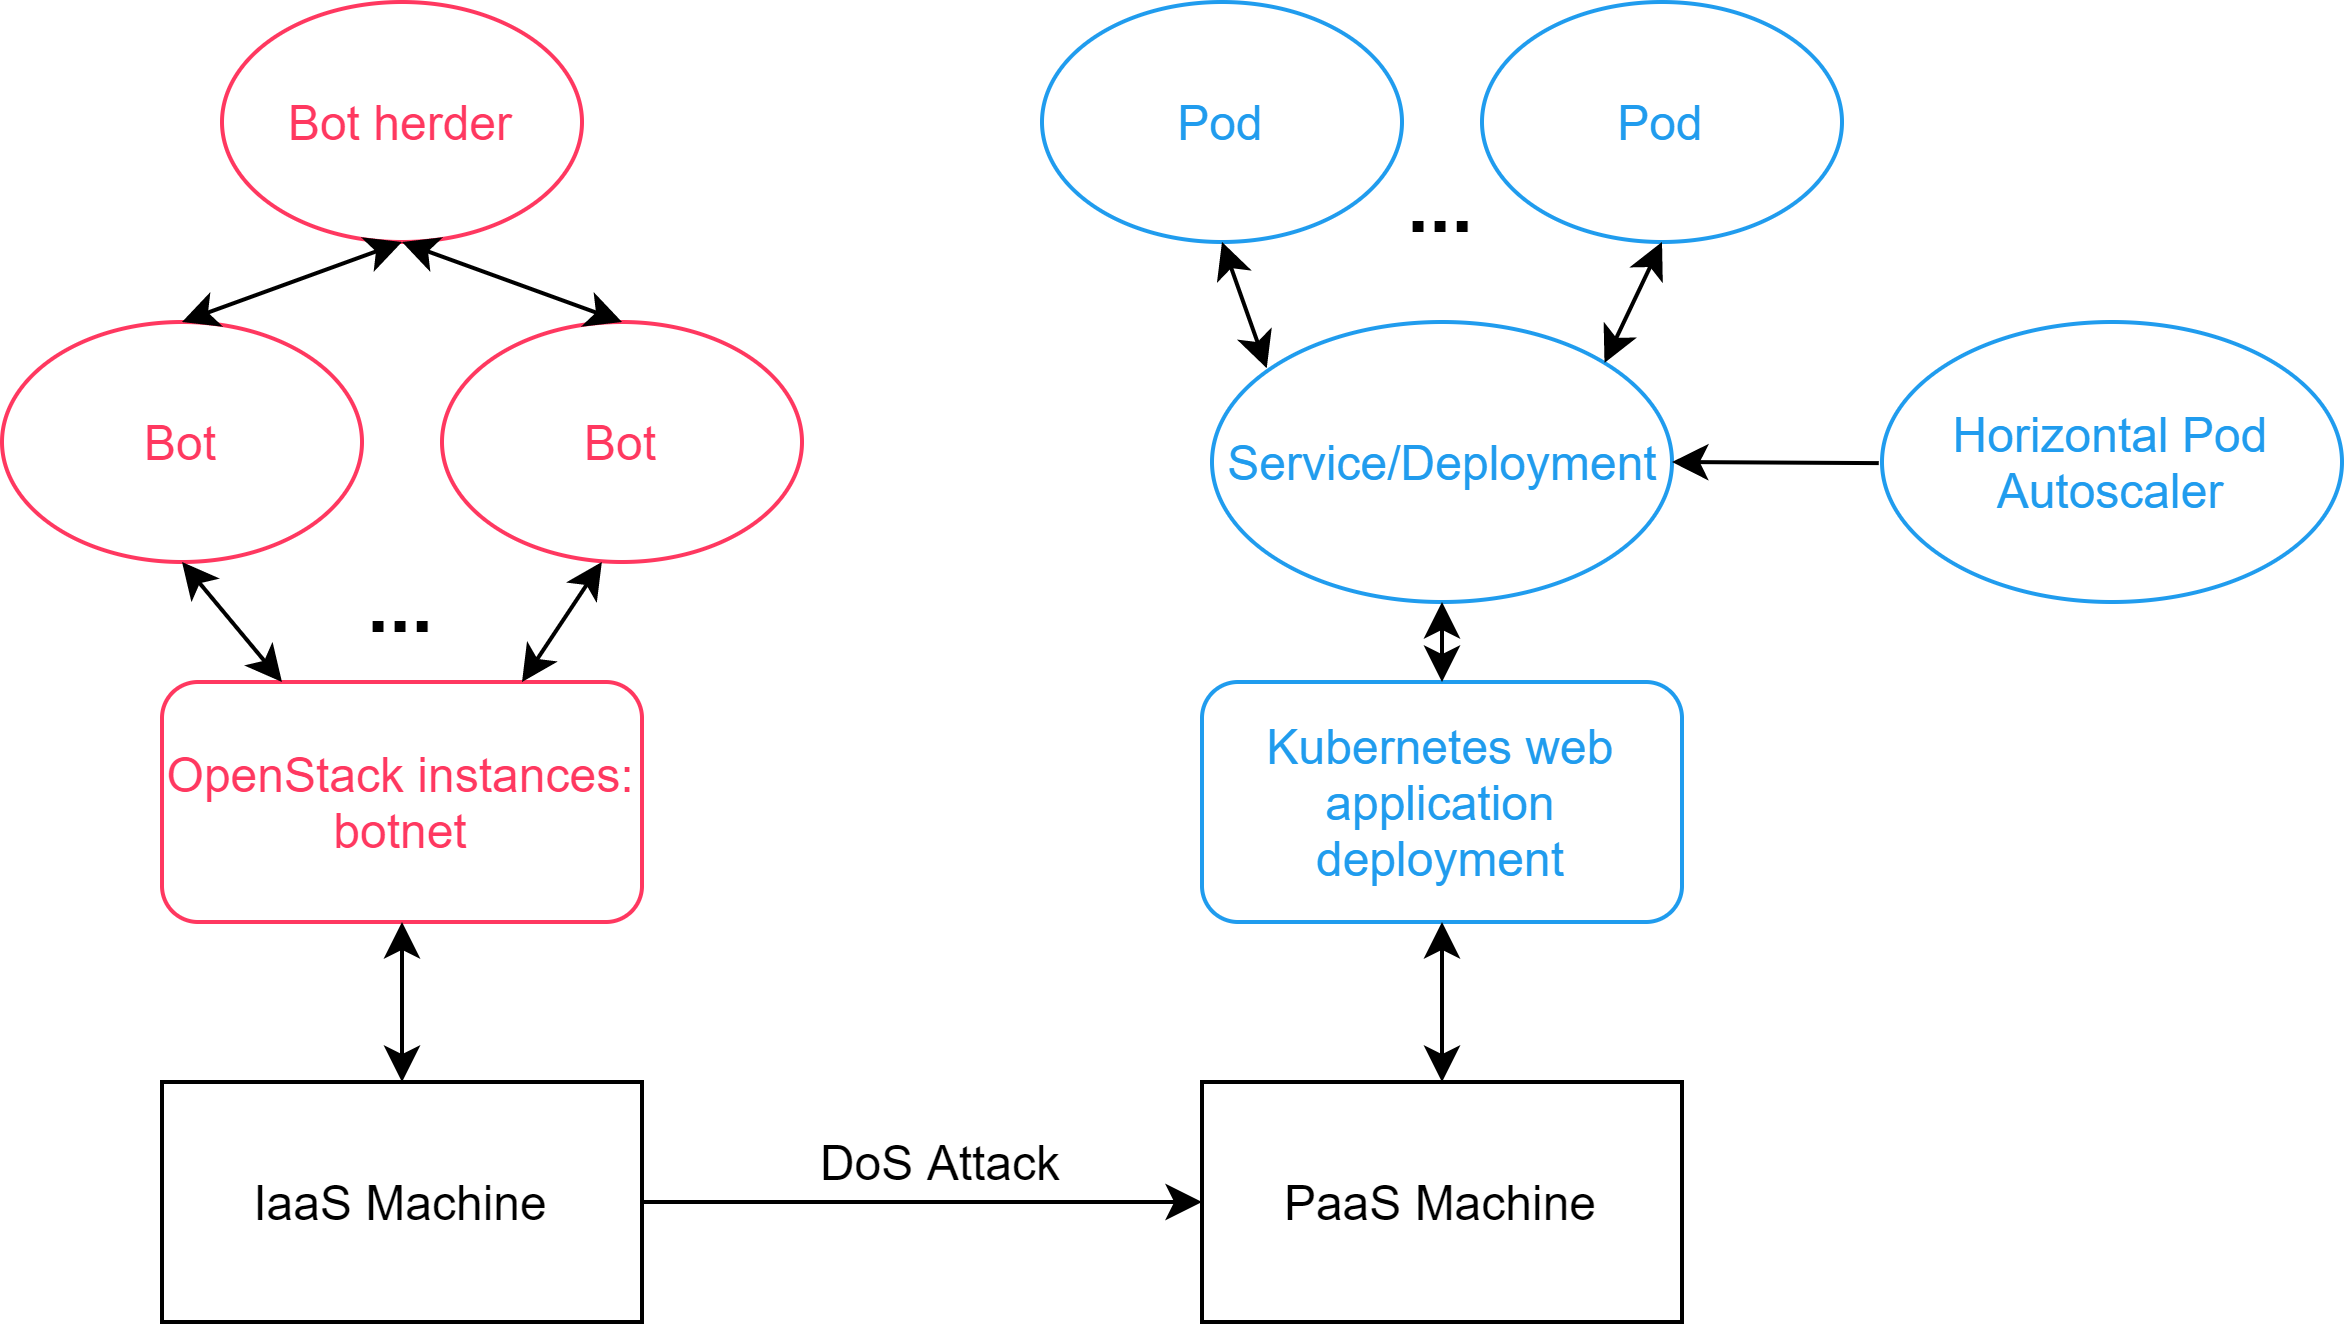 Bot herder
Pod
Pod
...
Bot
Bot
Service/Deployment
Horizontal Pod
Autoscaler
...
OpenStack instances:
botnet
Kubernetes web
application
deployment
DoS Attack
IaaS Machine
PaaS Machine